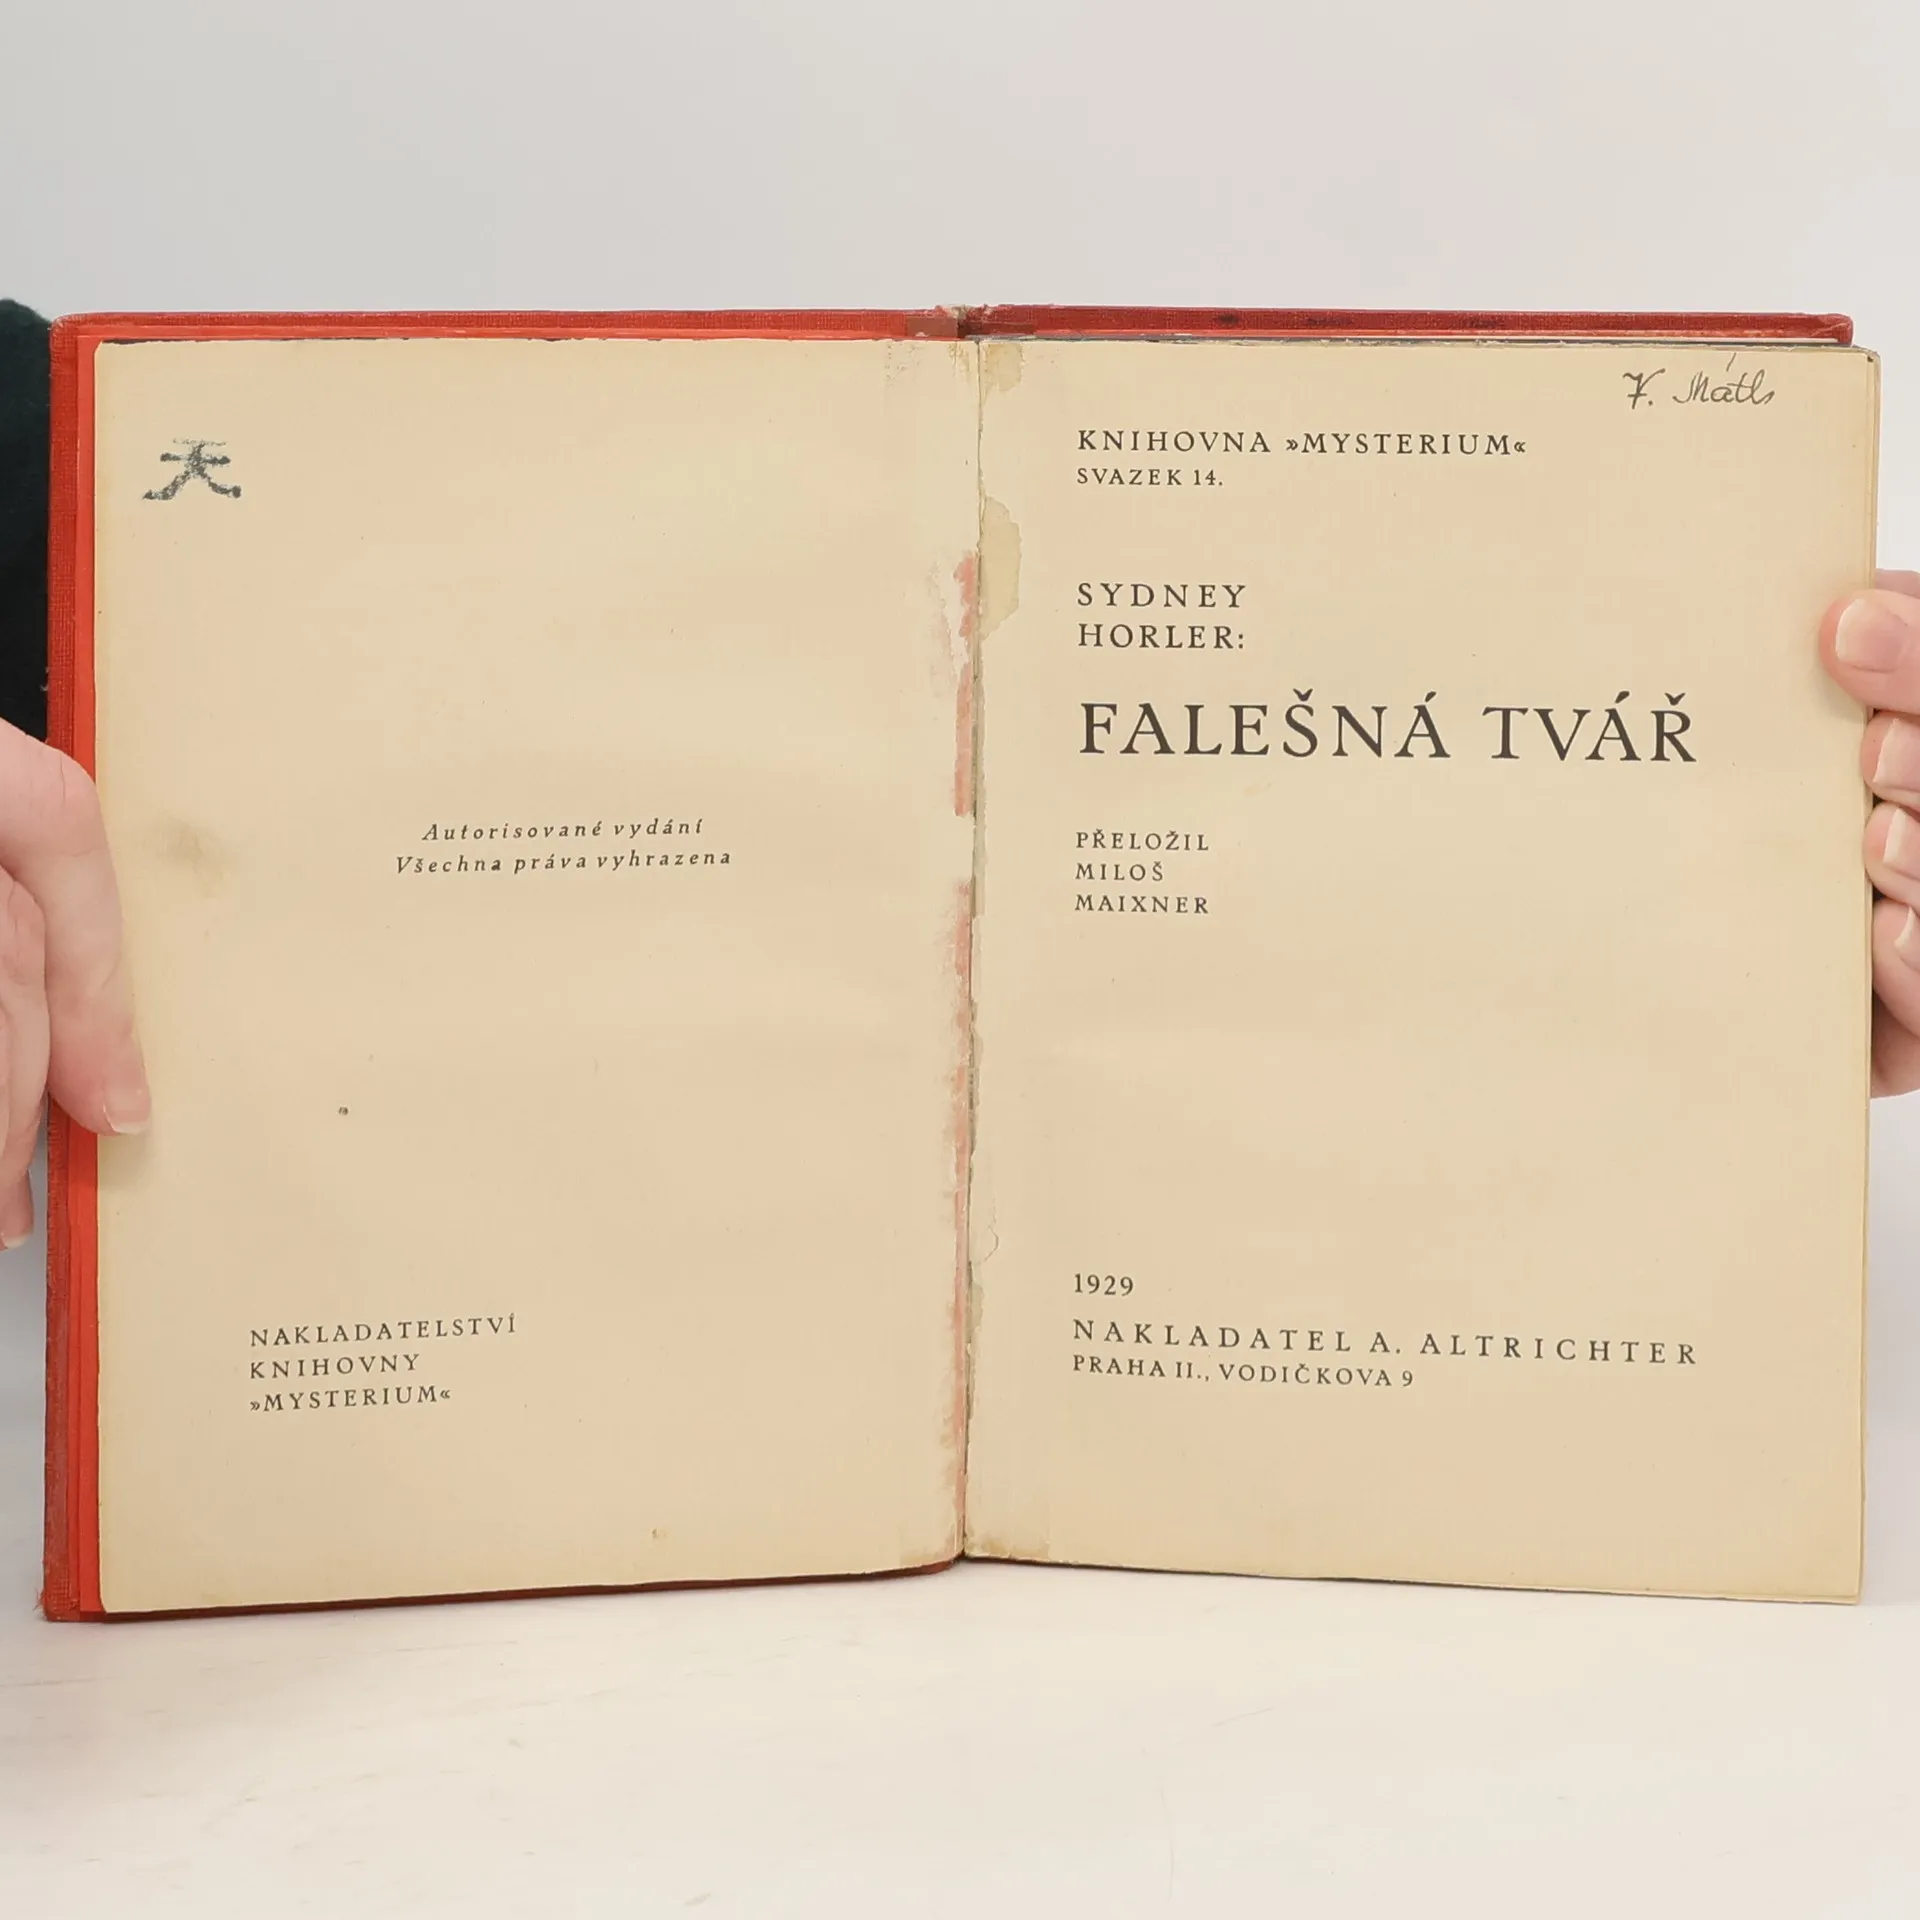 Autorisované vydání
Všechna práva vyhrazena
NAKLADATELSTVÍ
KNIHOVNY
»MYSTERIUM«
KNIHOVNA »MYSTERIUM«
SVAZEK 14.
SYDNEY
HORLER:
FALEŠNÁ TVÁŘ
PŘELOŽIL
MILOŠ
MAIXNER
1929
NAKLADATEL A. ALTRICHTER
PRAHA II., VODIČKOVA 9